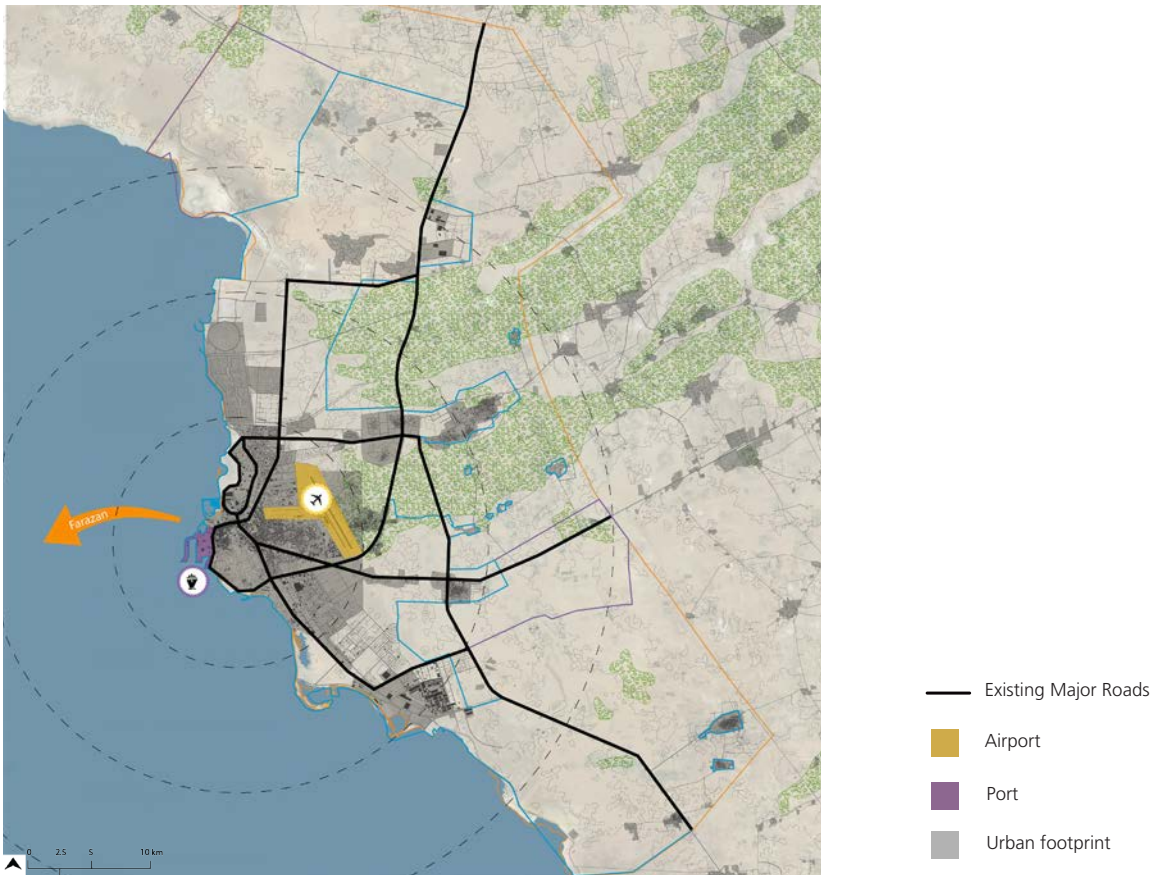 Farazan
0 2.5 5 10 km
Existing Major Roads
Airport
Port
Urban footprint